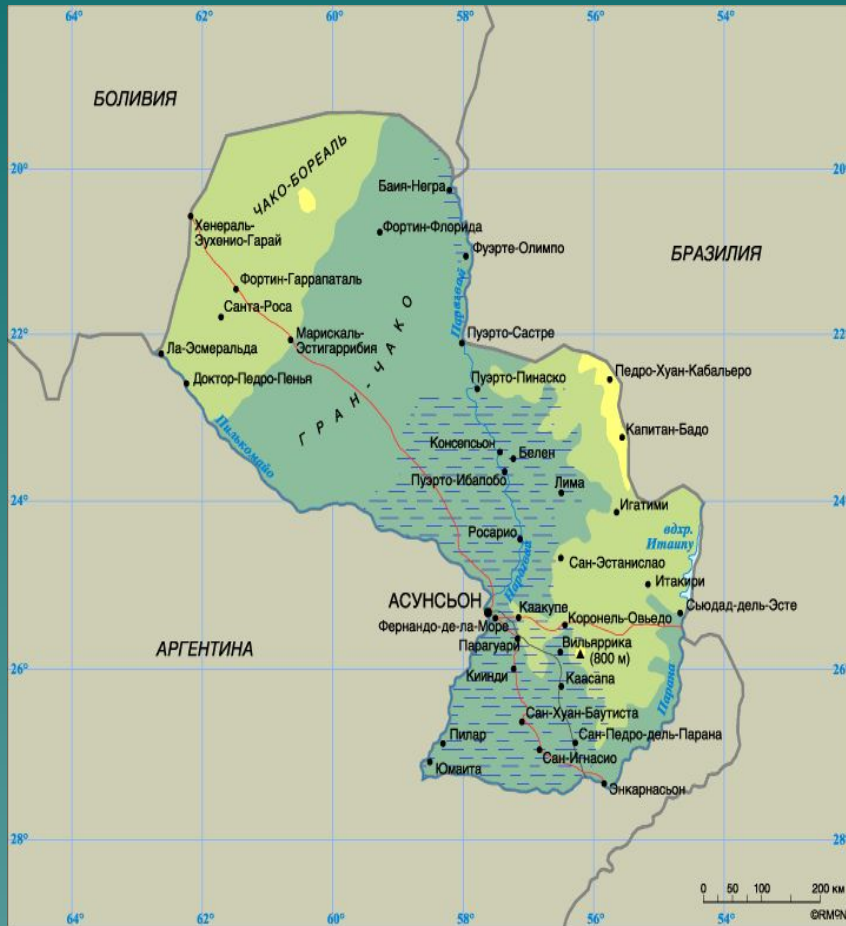 64°
62°
60°
58°
56°
54°
БОЛИВИЯ
20°
20°
ЧАКО-БОРЕАЛЬ
Баия-Негра
Хенераль-
Эухенио-Гарай
Фортин-Флорида
Фуэрте-Олимпо
БРАЗИЛИЯ
Фортин-Гаррапаталь
Санта-Роса
Парагвай
22°
22°
Ла-Эсмеральда
Марискаль-
Эстигаррибия
Пуэрто-Састре
ГРАН-ЧАКО
Доктор-Педро-Пенья
Пуэрто-Пинаско
Педро-Хуан-Кабальеро
Пилькомайо
Консепсьон
Белен
Капитан-Бадо
Пуэрто-Ибапобо
Лима
24°
24°
Игатими
вдхр.
Итаипу
Росарио
Парагвай
Сан-Эстанислао
Итакири
АСУНСЬОН
Каакупе
Сьюдад-дель-Эсте
Коронель-Овьедо
Фернандо-де-ла-Море
Парагуари
Вильяррика
(800 м)
АРГЕНТИНА
26°
26°
Киинди
Каасапа
Парана
Сан-Хуан-Баутиста
Пилар
Сан-Педро-дель-Парана
Юмаита
Сан-Игнасио
Энкарнасьон
28°
28°
0 50 100 200 км
64°
62°
60°
58°
56°
54°
©RMcN